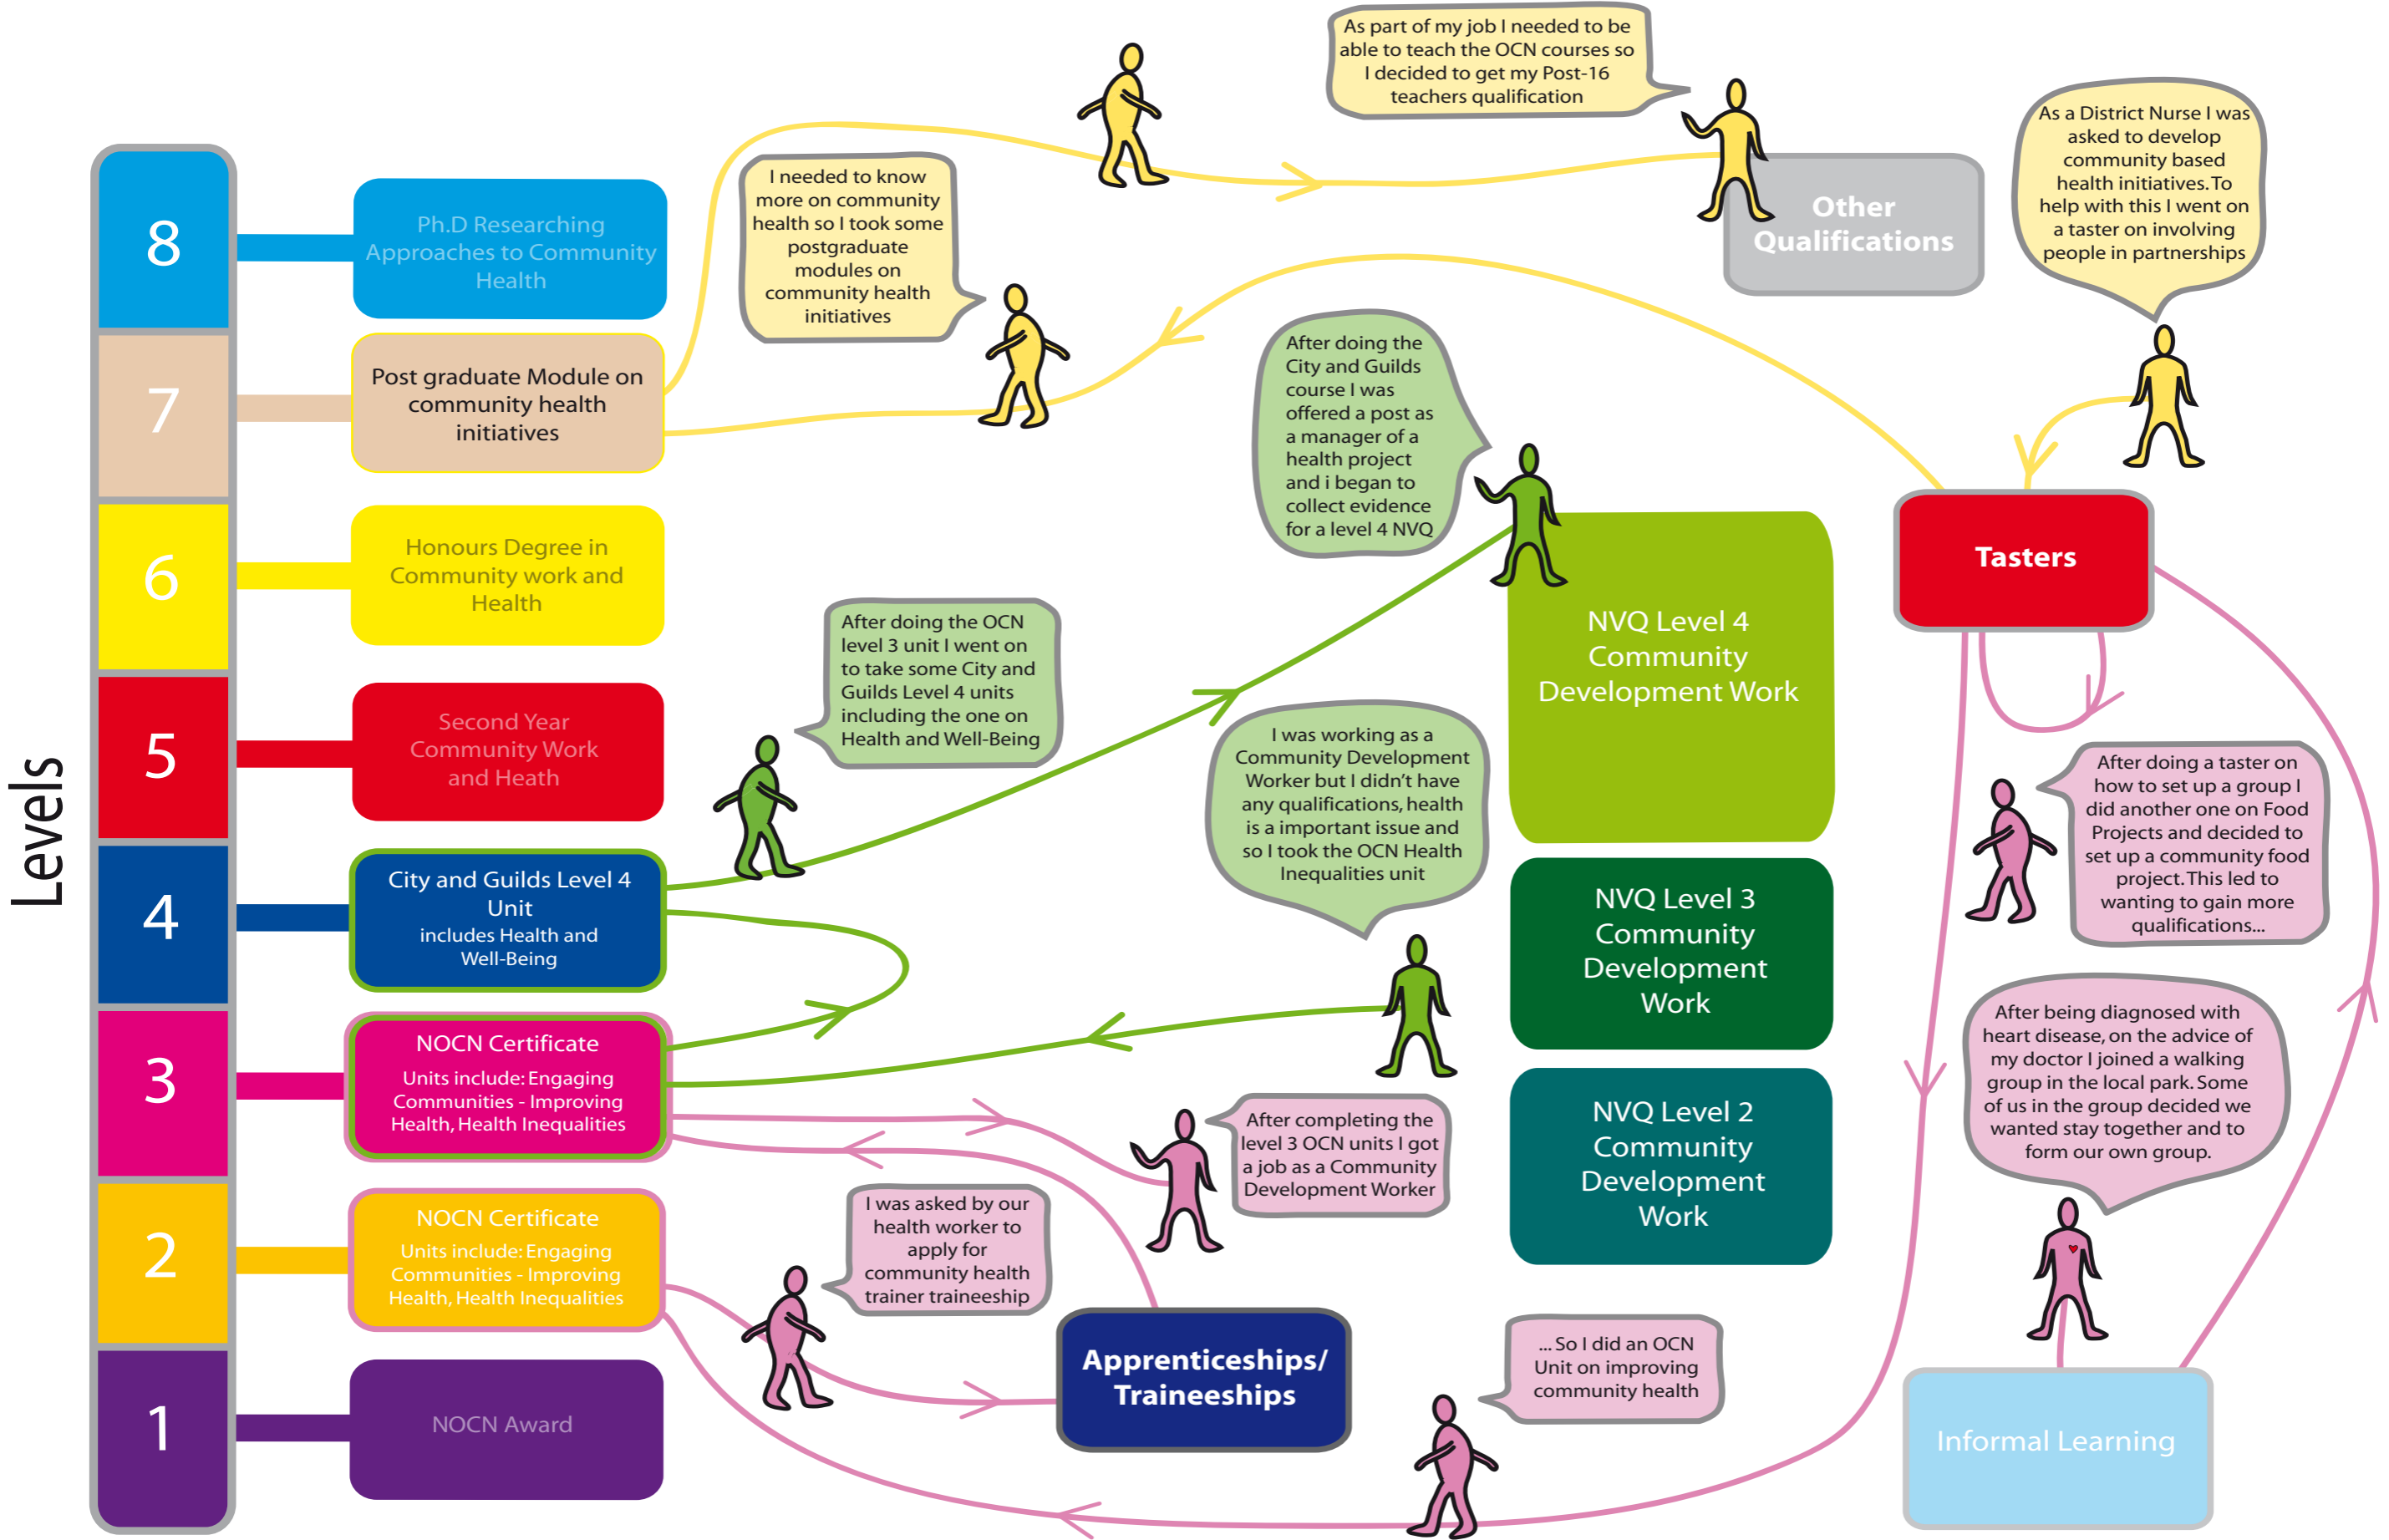 Levels
8
Ph.D Researching
Approaches to Community
Health
7
Post graduate Module on
community health
initiatives
6
Honours Degree in
Community work and
Health
5
Second Year
Community Work
and Heath
4
City and Guilds Level 4
Unit
includes Health and
Well-Being
3
NOCN Certificate
Units include: Engaging
Communities - Improving
Health, Health Inequalities
2
NOCN Certificate
Units include: Engaging
Communities - Improving
Health, Health Inequalities
1
NOCN Award
I needed to know
more on community
health so I took some
postgraduate
modules on
community health
initiatives
As part of my job I needed to be
able to teach the OCN courses so
I decided to get my Post-16
teachers qualification
Other
Qualifications
As a District Nurse I was
asked to develop
community based
health initiatives. To
help with this I went on
a taster on involving
people in partnerships
After doing the
City and Guilds
course I was
offered a post as
a manager of a
health project
and i began to
collect evidence
for a level 4 NVQ
Tasters
After doing the OCN
level 3 unit I went on
to take some City and
Guilds Level 4 units
including the one on
Health and Well-Being
NVQ Level 4
Community
Development Work
I was working as a
Community Development
Worker but I didn't have
any qualifications, health
is a important issue and
so I took the OCN Health
Inequalities unit
NVQ Level 3
Community
Development
Work
After doing a taster on
how to set up a group I
did another one on Food
Projects and decided to
set up a community food
project. This led to
wanting to gain more
qualifications...
After being diagnosed with
heart disease, on the advice of
my doctor I joined a walking
group in the local park. Some
of us in the group decided we
wanted stay together and to
form our own group.
NVQ Level 2
Community
Development
Work
After completing the
level 3 OCN units I got
a job as a Community
Development Worker
I was asked by our
health worker to
apply for
community health
trainer traineeship
Apprenticeships/
Traineeships
... So I did an OCN
Unit on improving
community health
Informal Learning